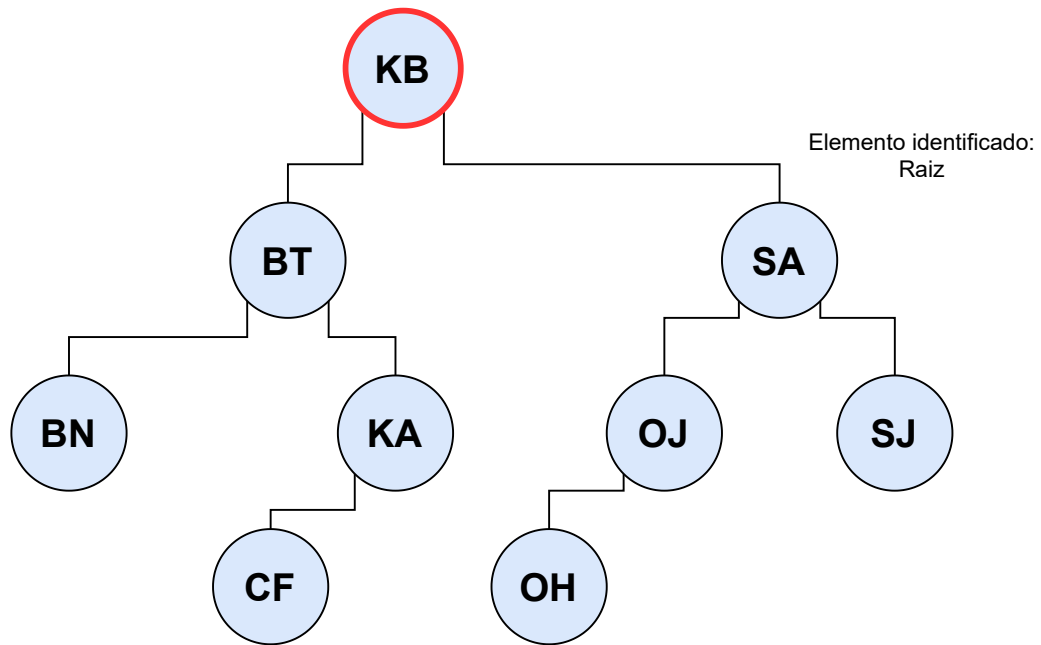 KB
Elemento identificado:
Raiz
BT
SA
BN
KA
OJ
SJ
CF
OH